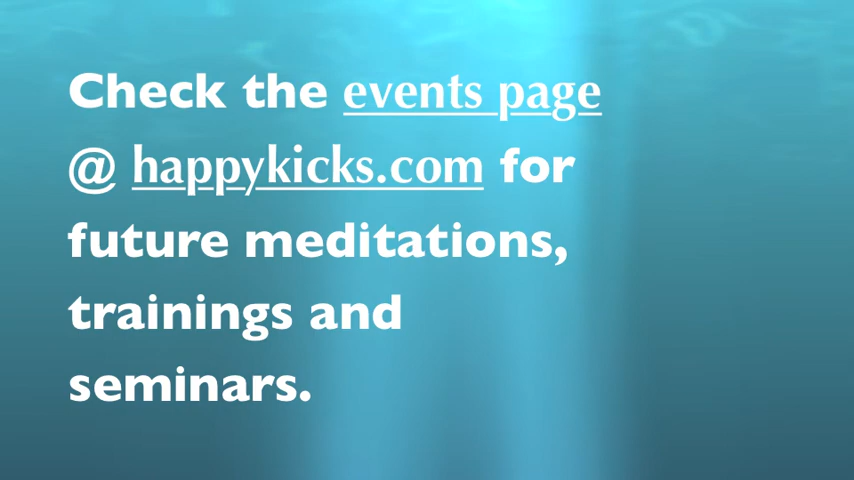 Check the events page
@ happykicks.com for
future meditations,
trainings and
seminars.